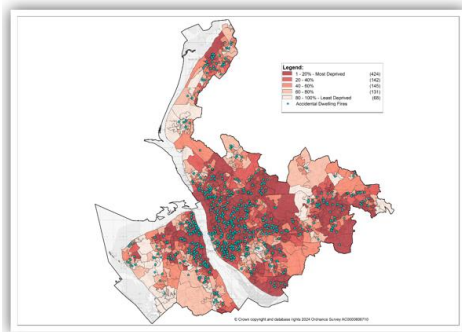 Legend:
1 - 20% - Most Deprived (424)
20 - 40% (142)
40 - 60% (145)
60 - 80% (131)
80 - 100% - Least Deprived (88)
Accidental Dwelling Fires
© Crown copyright and database rights 2024 Ordnance Survey